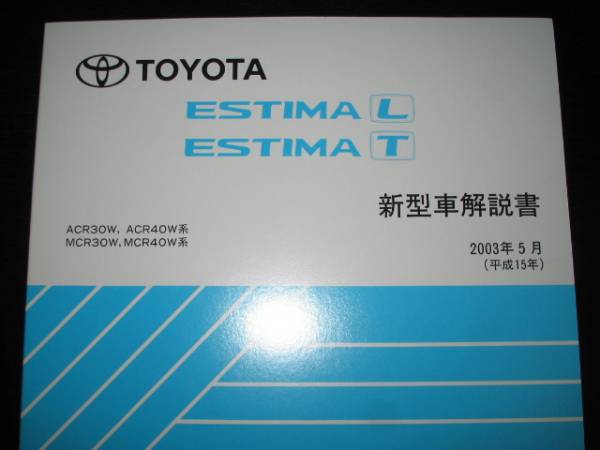 TOYOTA
ESTIMA L
ESTIMA T
新型車解説書
ACR30W, ACR40W系
MCR30W, MCR40W系
2003年5月
(平成15年)